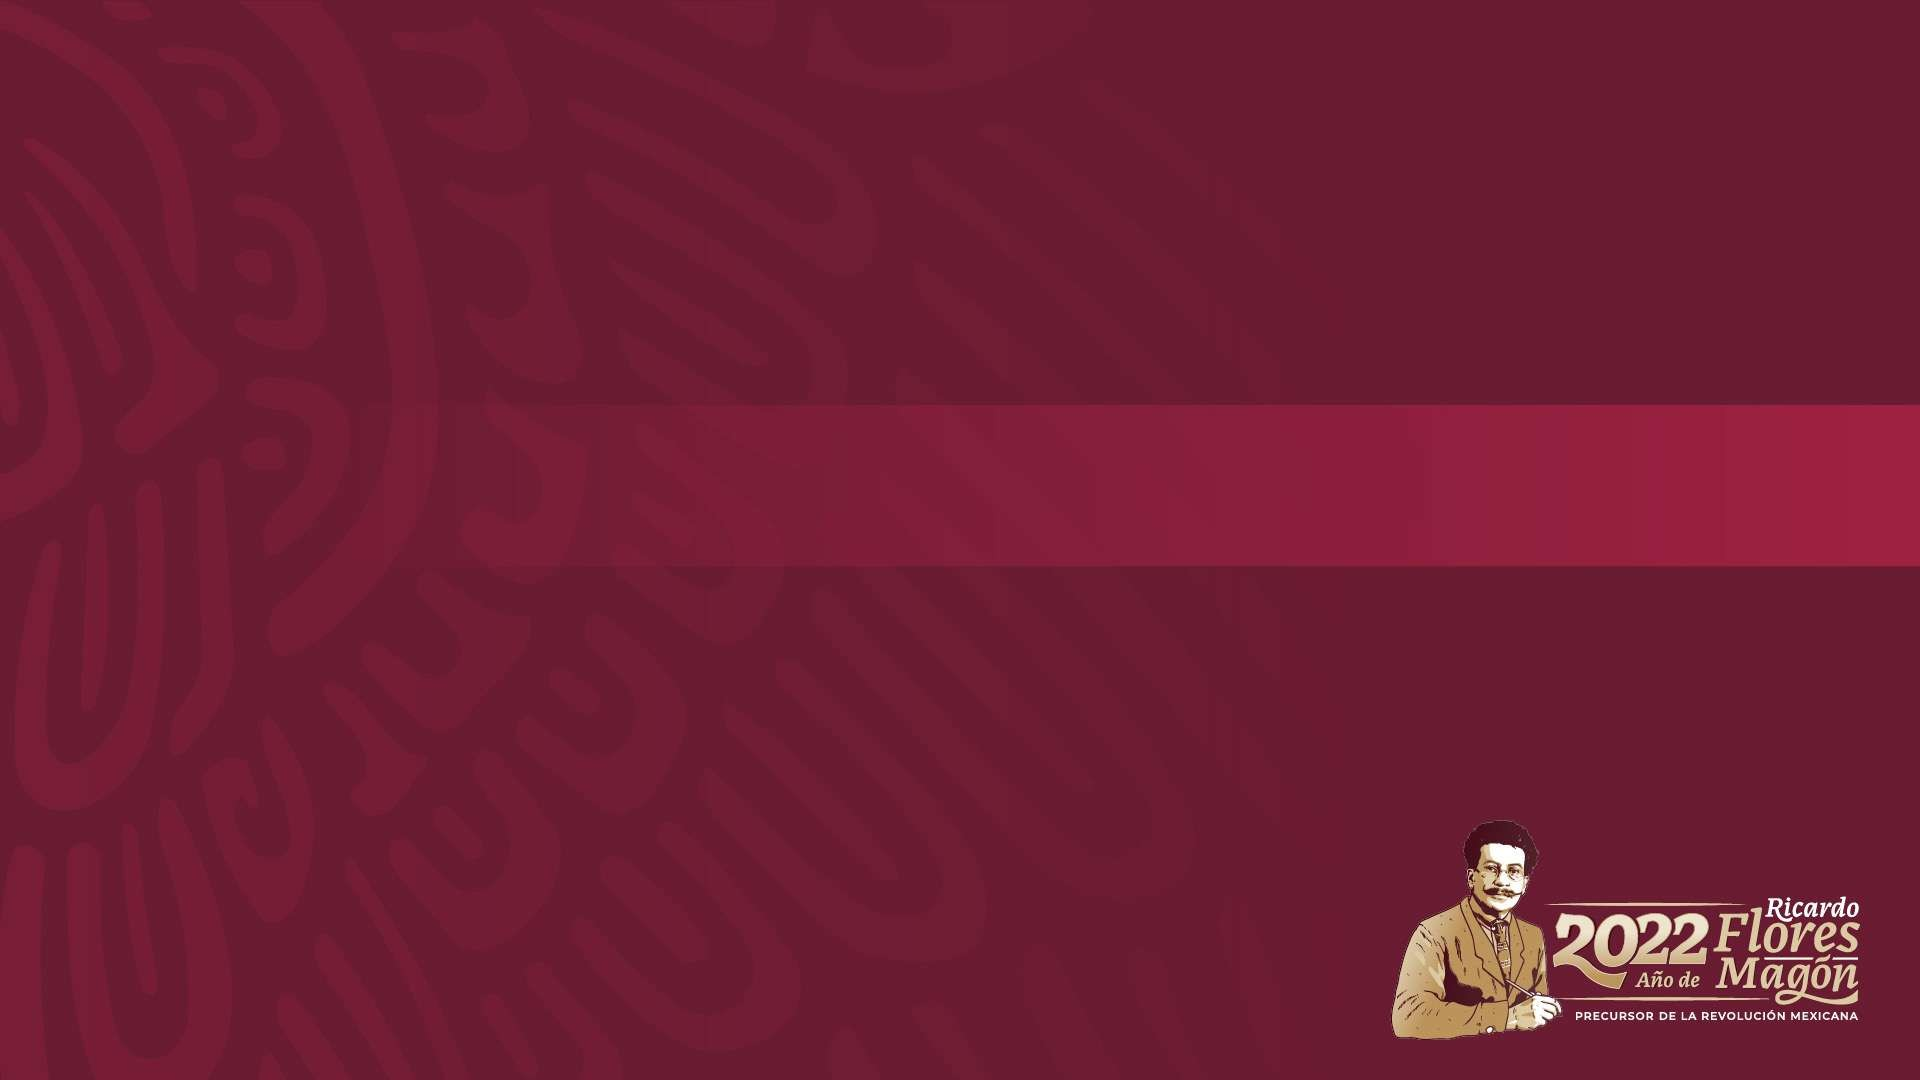 2022
Año de
Ricardo
Flores
Magón
PRECURSOR DE LA REVOLUCIÓN MEXICANA